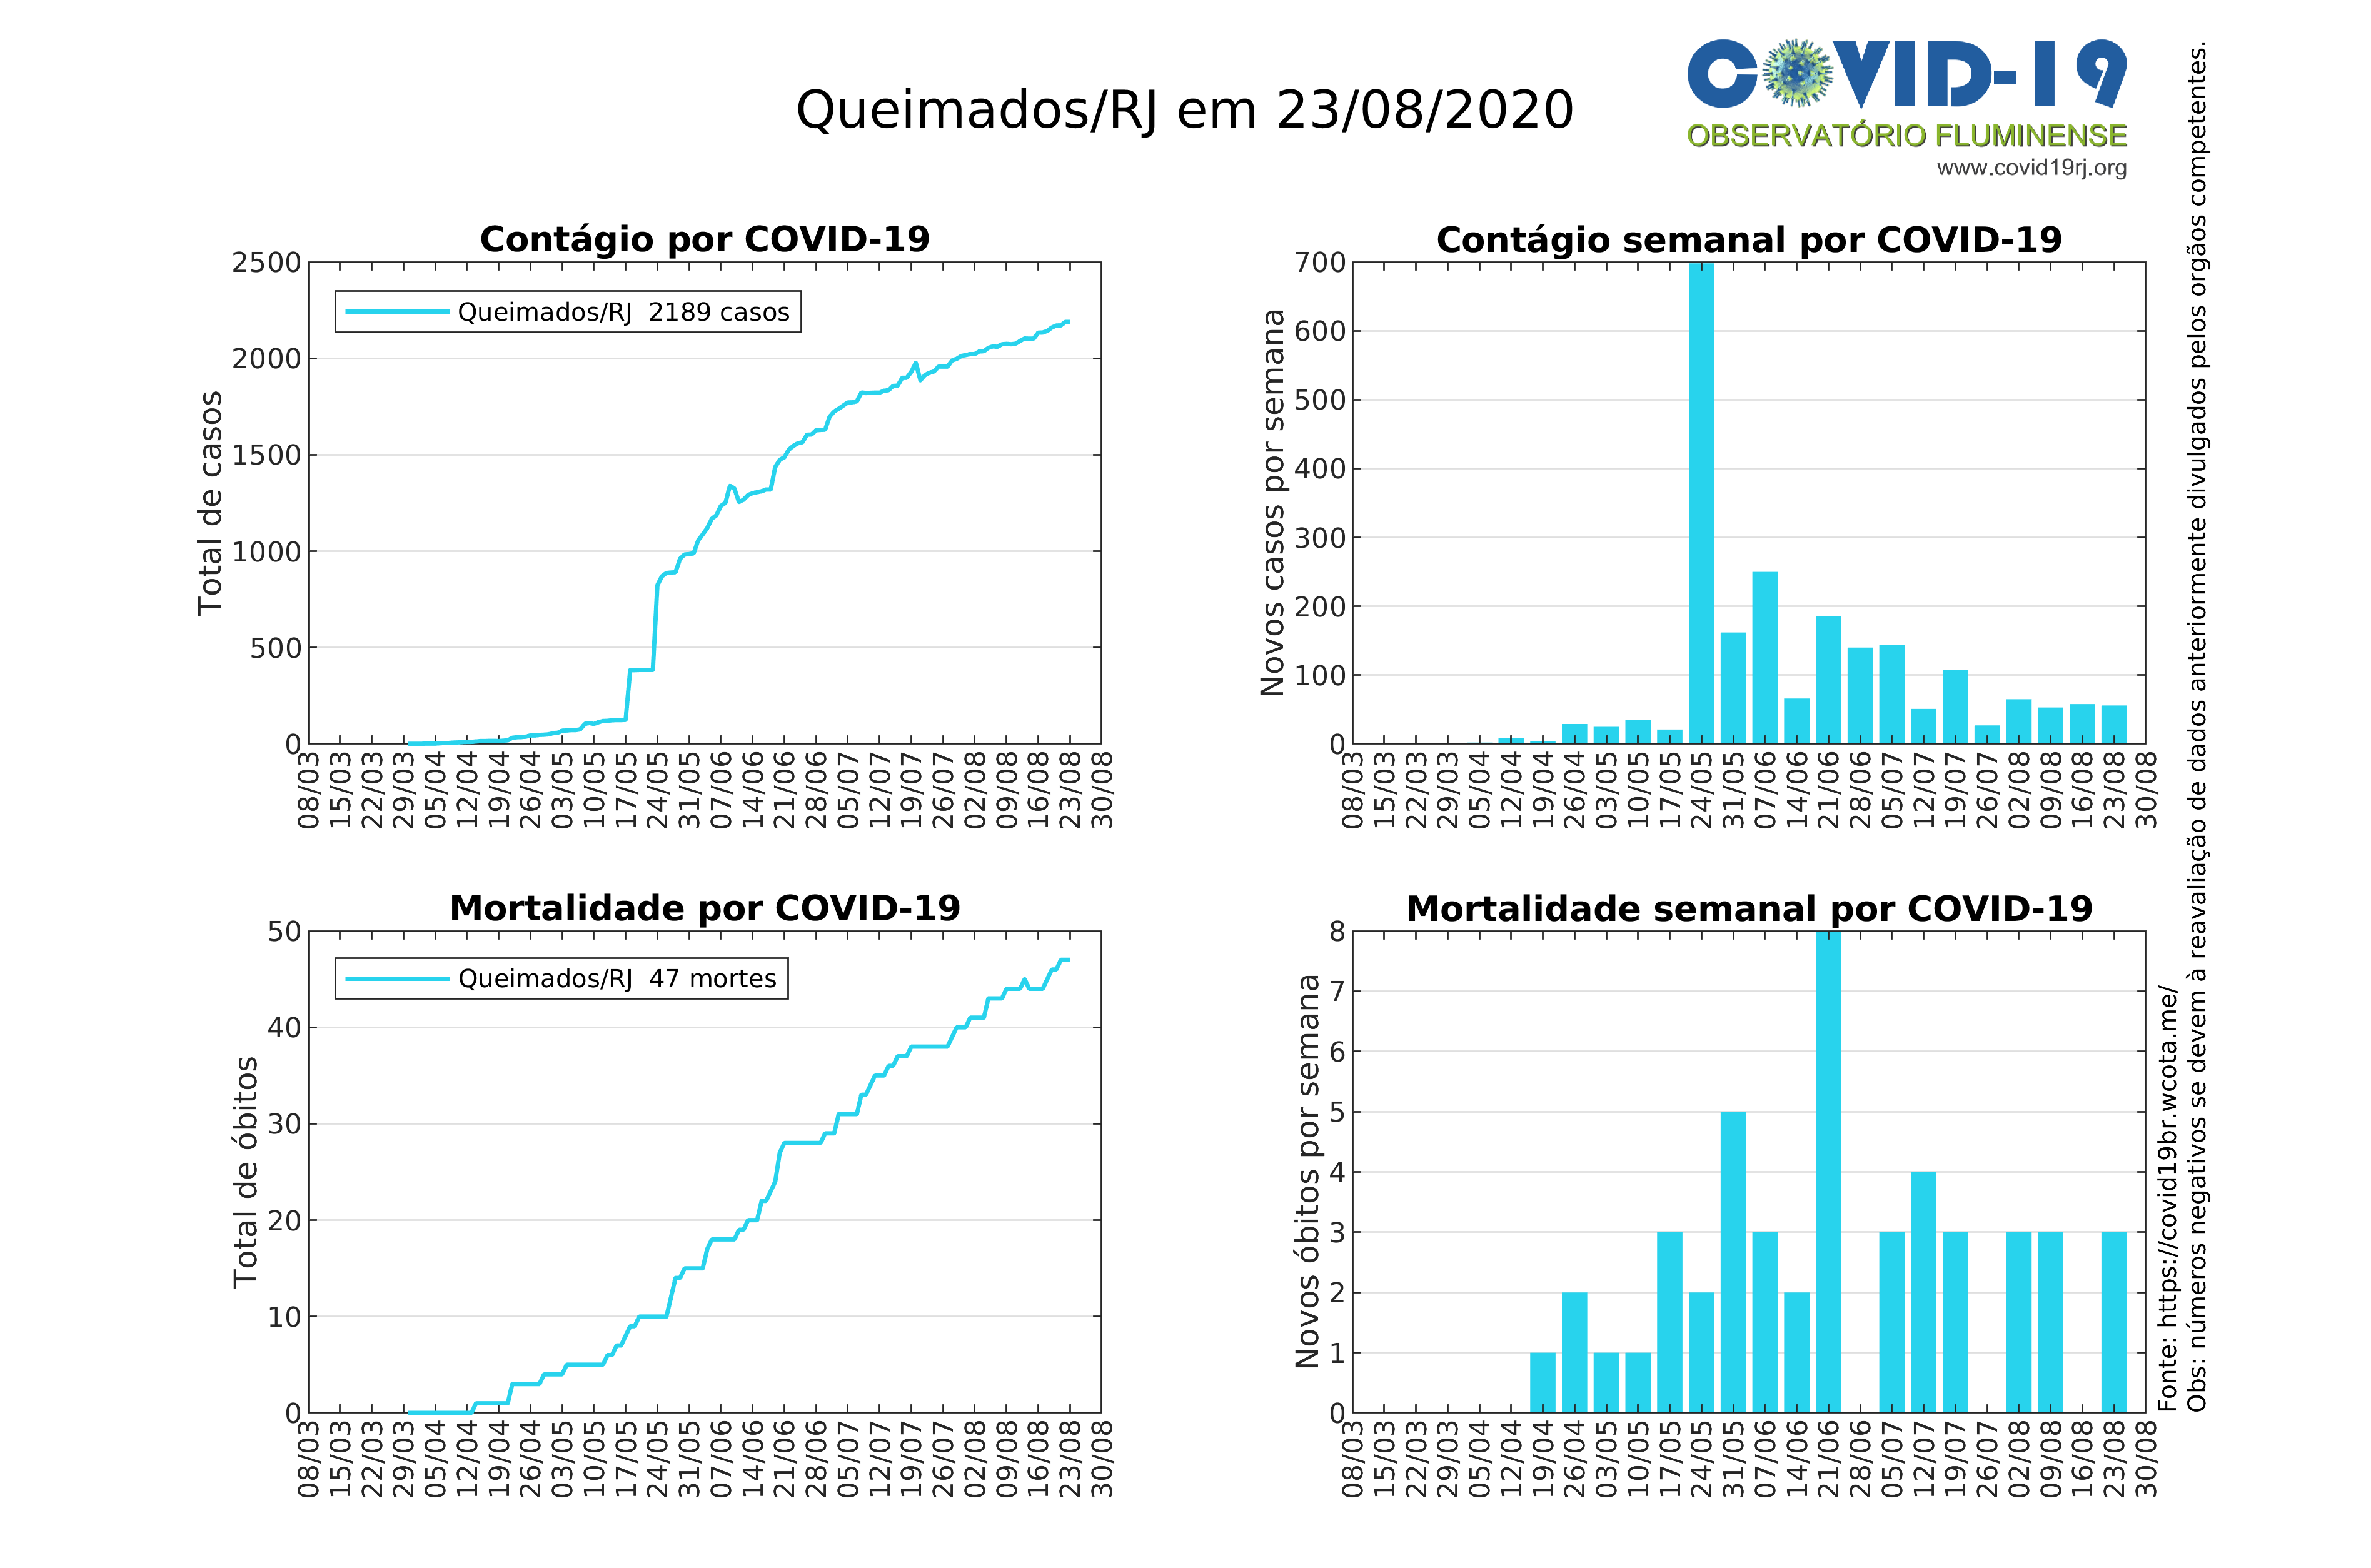 Queimados/RJ em 23/08/2020
COVID-19
OBSERVATÓRIO FLUMINENSE
www.covid19rj.org
Contágio por COVID-19
Total de casos
2500
2000
1500
1000
500
0
Queimados/RJ 2189 casos
08/03 15/03 22/03 29/03 05/04 12/04 19/04 26/04 03/05 10/05 17/05 24/05 31/05 07/06 14/06 21/06 28/06 05/07 12/07 19/07 26/07 02/08 09/08 16/08 23/08 30/08
Contágio semanal por COVID-19
Novos casos por semana
700
600
500
400
300
200
100
0
08/03 15/03 22/03 29/03 05/04 12/04 19/04 26/04 03/05 10/05 17/05 24/05 31/05 07/06 14/06 21/06 28/06 05/07 12/07 19/07 26/07 02/08 09/08 16/08 23/08 30/08
Mortalidade por COVID-19
Total de óbitos
50
40
30
20
10
0
Queimados/RJ 47 mortes
08/03 15/03 22/03 29/03 05/04 12/04 19/04 26/04 03/05 10/05 17/05 24/05 31/05 07/06 14/06 21/06 28/06 05/07 12/07 19/07 26/07 02/08 09/08 16/08 23/08 30/08
Mortalidade semanal por COVID-19
Novos óbitos por semana
8
7
6
5
4
3
2
1
0
08/03 15/03 22/03 29/03 05/04 12/04 19/04 26/04 03/05 10/05 17/05 24/05 31/05 07/06 14/06 21/06 28/06 05/07 12/07 19/07 26/07 02/08 09/08 16/08 23/08 30/08
Fonte: https://covid19br.wcota.me/
Obs: números negativos se devem à reavaliação de dados anteriormente divulgados pelos orgãos competentes.